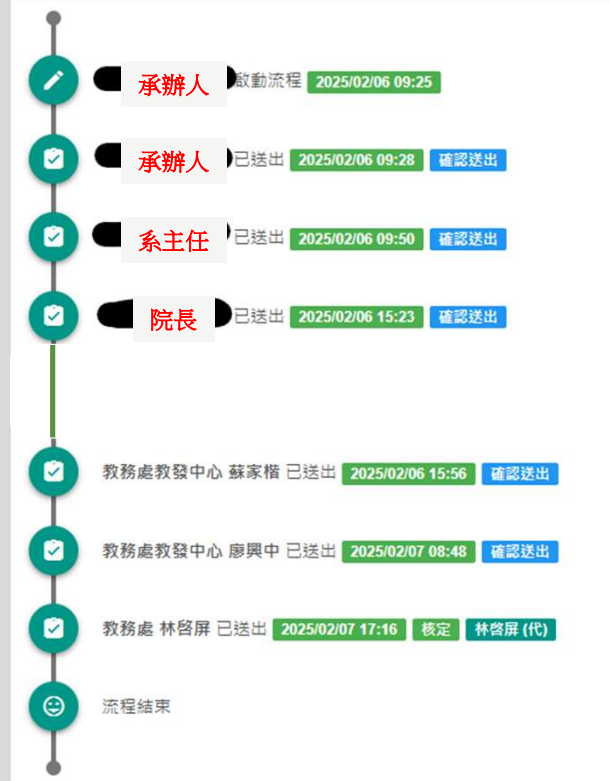 承辦人 啟動流程 2025/02/06 09:25
承辦人 已送出 2025/02/06 09:28 確認送出
系主任 已送出 2025/02/06 09:50 確認送出
院長 已送出 2025/02/06 15:23 確認送出
教務處教發中心 蘇家楷 已送出 2025/02/06 15:56 確認送出
教務處教發中心 廖興中 已送出 2025/02/07 08:48 確認送出
教務處 林啓屏 已送出 2025/02/07 17:16 核定 林啓屏 (代)
流程結束